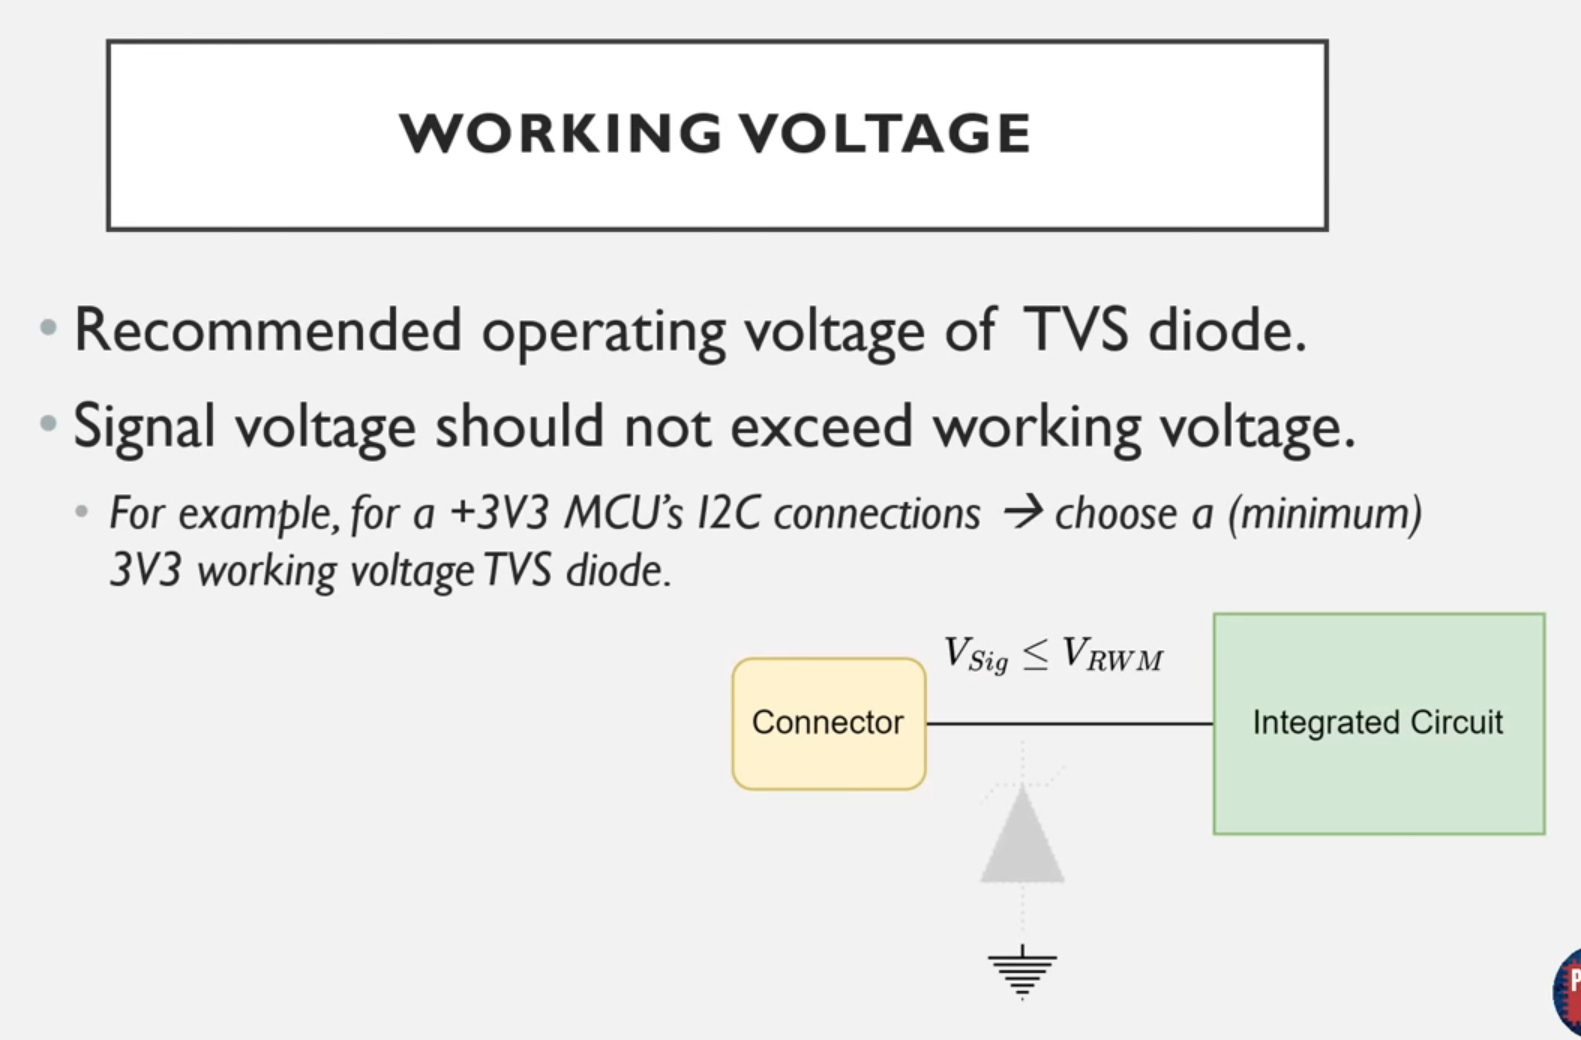 WORKING VOLTAGE
• Recommended operating voltage of TVS diode.
• Signal voltage should not exceed working voltage.
• For example, for a +3V3 MCU's I2C connections → choose a (minimum)
3V3 working voltage TVS diode.
V_{Sig} ≤ V_{RWM}
Connector
Integrated Circuit
P